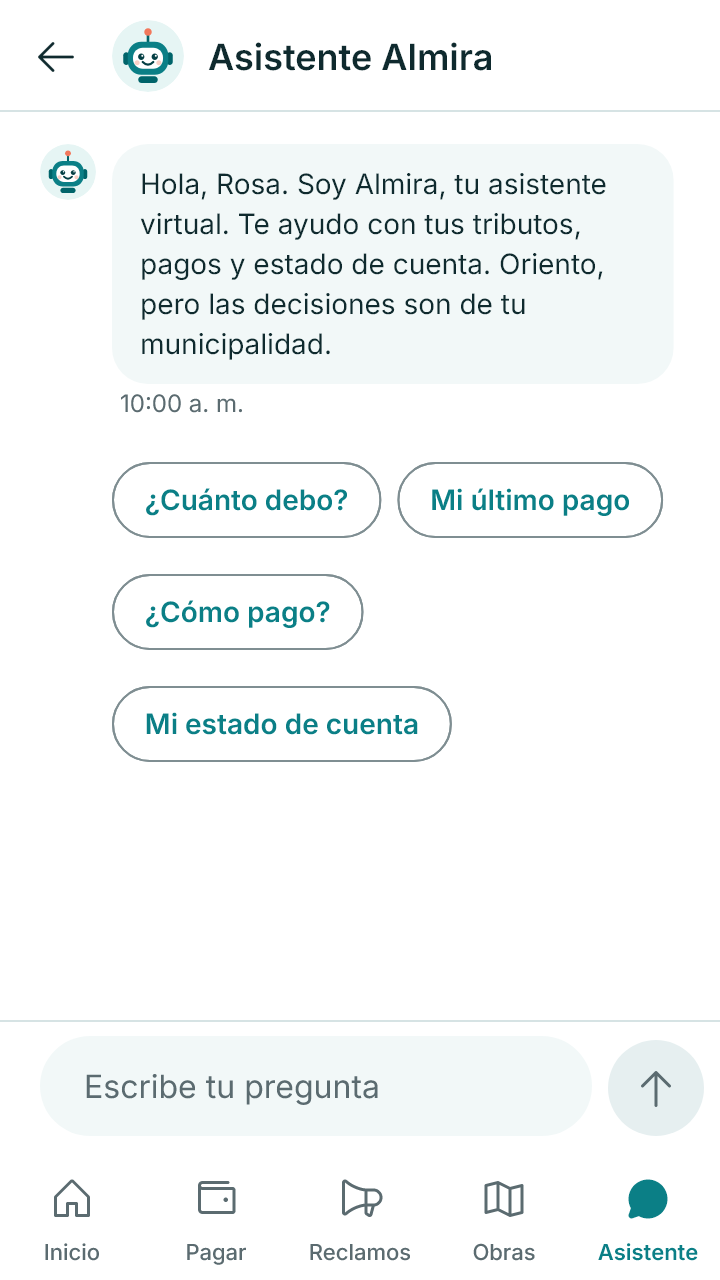 Asistente Almira
Hola, Rosa. Soy Almira, tu asistente
virtual. Te ayudo con tus tributos,
pagos y estado de cuenta. Oriento,
pero las decisiones son de tu
municipalidad.
10:00 a. m.
¿Cuánto debo?
Mi último pago
¿Cómo pago?
Mi estado de cuenta
Escribe tu pregunta
Inicio
Pagar
Reclamos
Obras
Asistente